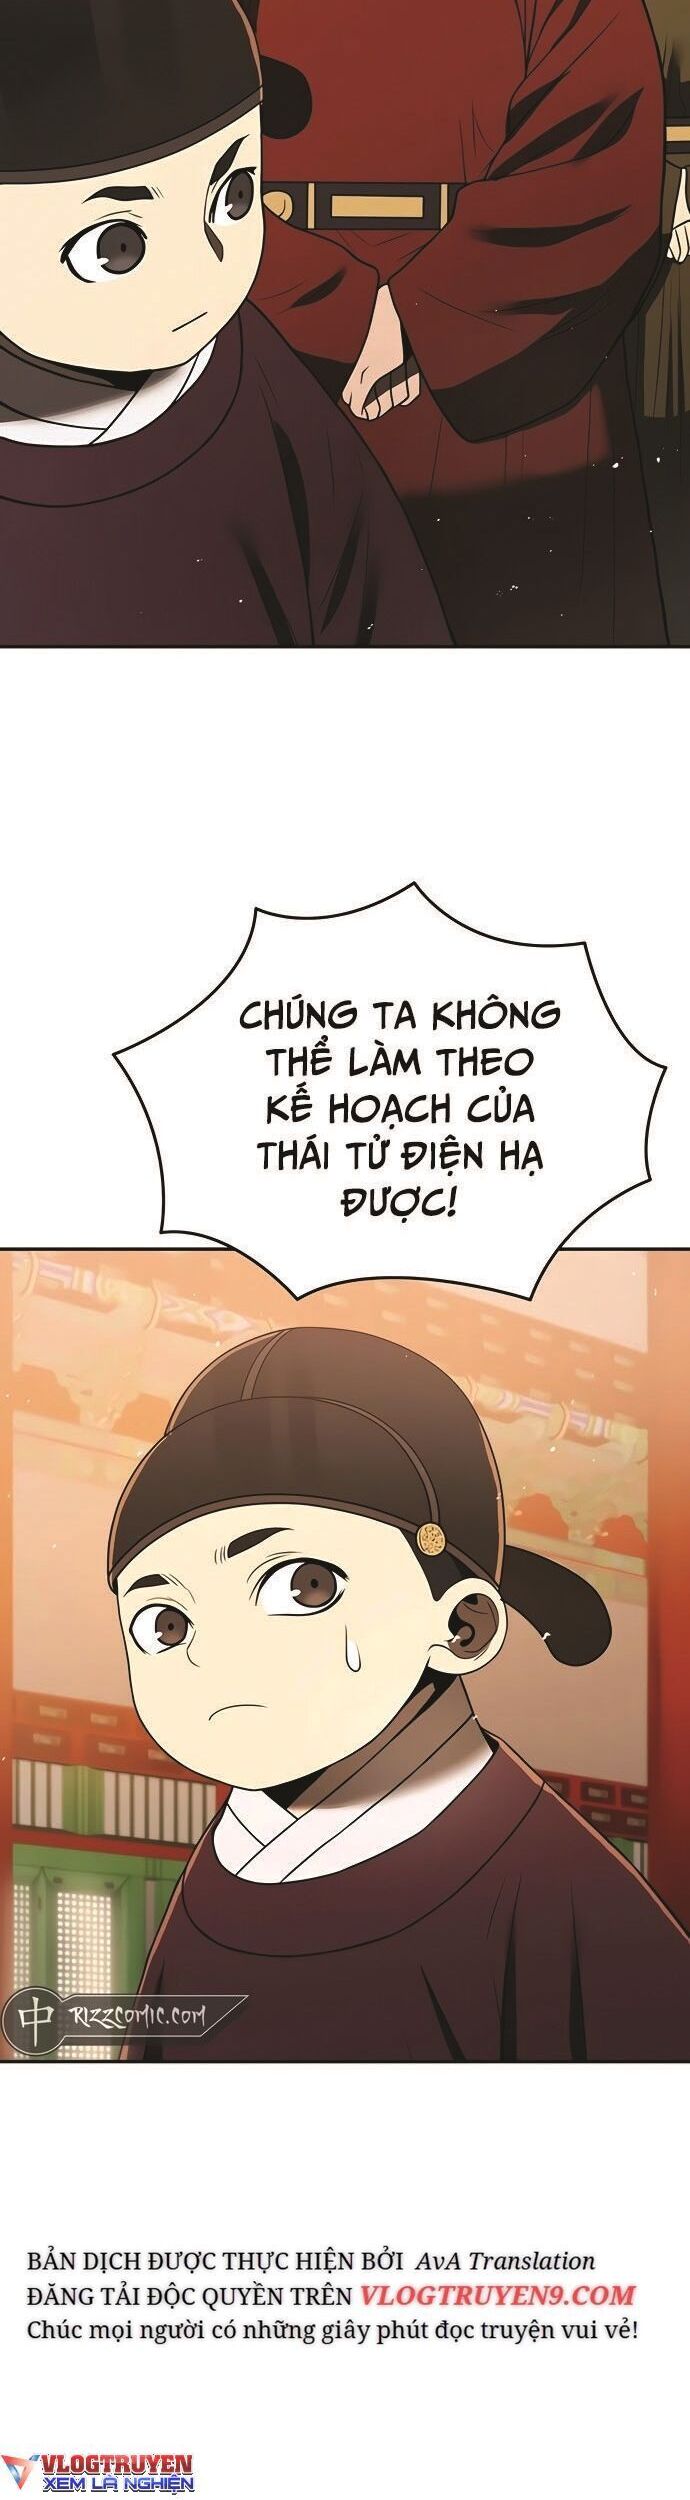 CHÚNG TA KHÔNG
THỂ LÀM THEO
KẾ HOẠCH CỦA
THÁI TỬ ĐIỆN HẠ
ĐƯỢC!
中 RIZZCOMIC.COM
BẢN DỊCH ĐƯỢC THỰC HIỆN BỞI AvA Translation
ĐĂNG TẢI ĐỘC QUYỀN TRÊN VLOGTRUYEN9.COM
Chúc mọi người có những giây phút đọc truyện vui vẻ!
VLOGTRUYEN
XEM LÀ NGHIỆN